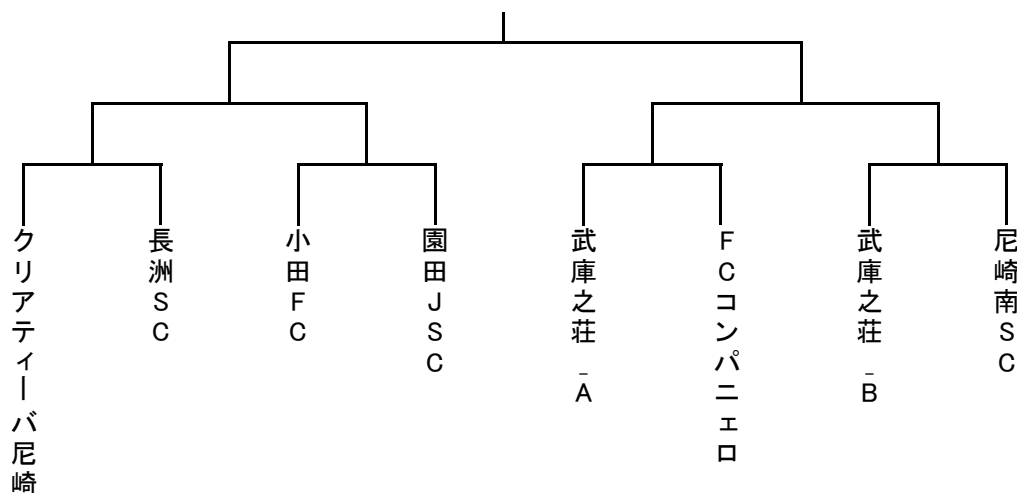 クリアティーバ尼崎
長洲SC
小田FC
園田JSC
武庫之荘_A
FCコンパニェロ
武庫之荘_B
尼崎南SC